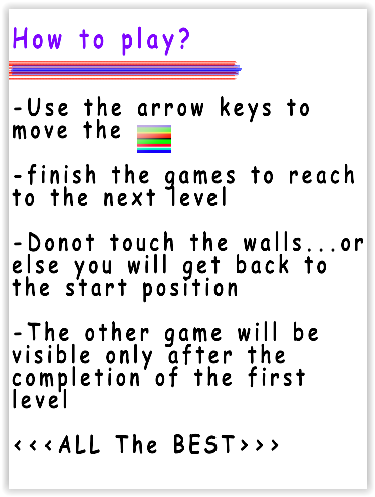 How to play?
-Use the arrow keys to
move the
-finish the games to reach
to the next level
-Donot touch the walls...or
else you will get back to
the start position
-The other game will be
visible only after the
completion of the first
level
<<<ALL The BEST>>>